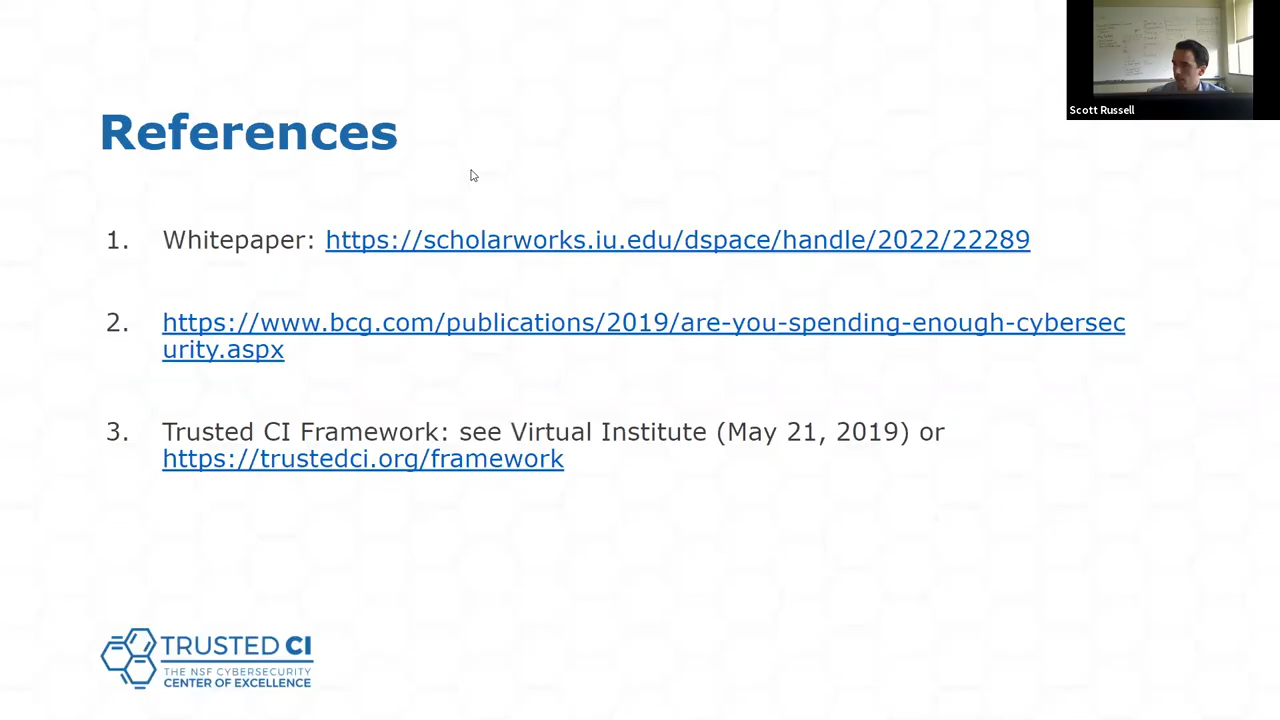 Scott Russell
References
1. Whitepaper: https://scholarworks.iu.edu/dspace/handle/2022/22289
2. https://www.bcg.com/publications/2019/are-you-spending-enough-cybersec
urity.aspx
3. Trusted CI Framework: see Virtual Institute (May 21, 2019) or
https://trustedci.org/framework
TRUSTED CI
THE NSF CYBERSECURITY
CENTER OF EXCELLENCE